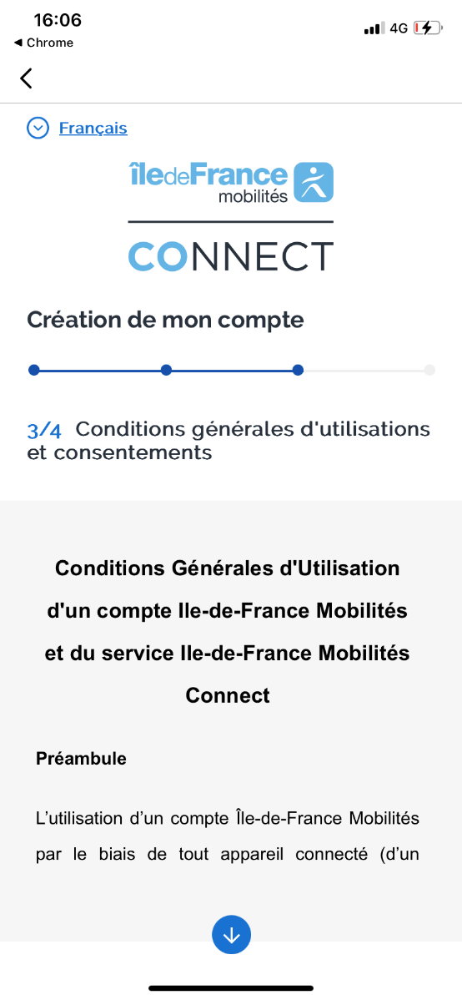 16:06
4G
Chrome
Français
îledeFrance
mobilités
CONNECT
Création de mon compte
3/4 Conditions générales d'utilisations
et consentements
Conditions Générales d'Utilisation
d'un compte Ile-de-France Mobilités
et du service Ile-de-France Mobilités
Connect
Préambule
L’utilisation d’un compte Île-de-France Mobilités
par le biais de tout appareil connecté (d’un